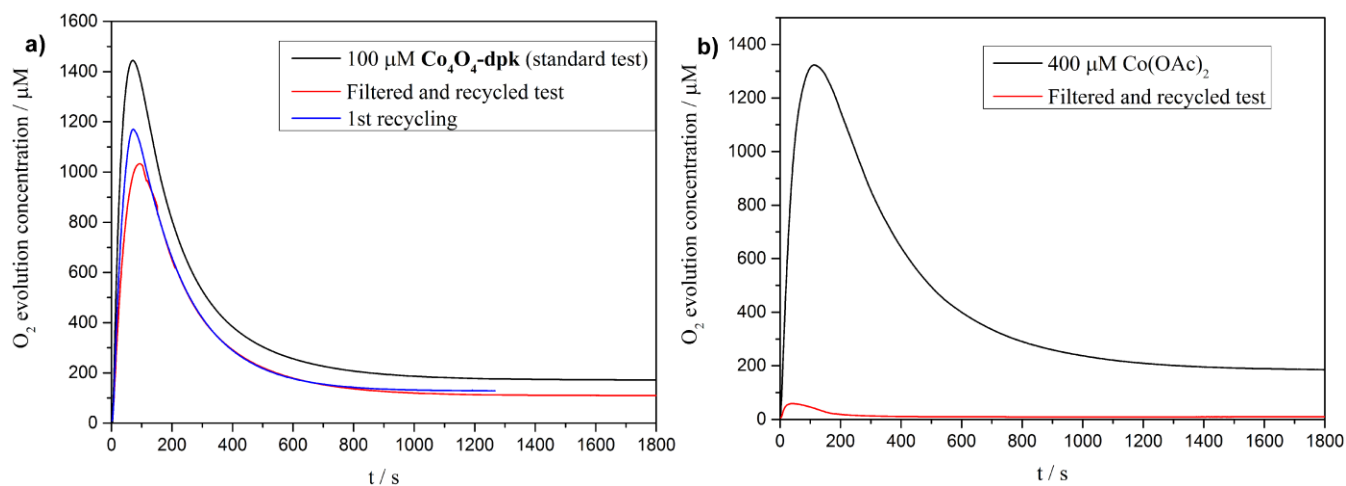 a)
O₂ evolution concentration / μM
1600
1400
1200
1000
800
600
400
200
0
100 μM Co₄O₄-dpk (standard test)
Filtered and recycled test
1st recycling
0 200 400 600 800 1000 1200 1400 1600 1800
t / s
b)
O₂ evolution concentration / μM
1400
1200
1000
800
600
400
200
0
400 μM Co(OAc)₂
Filtered and recycled test
0 200 400 600 800 1000 1200 1400 1600 1800
t / s